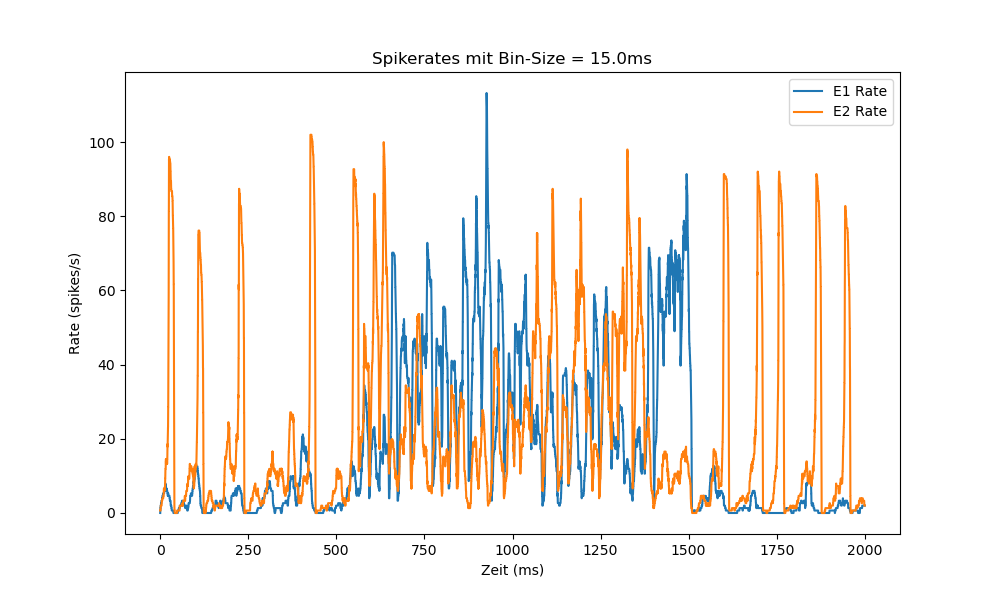 Spikerates mit Bin-Size = 15.0ms
E1 Rate
E2 Rate
Rate (spikes/s)
100
80
60
40
20
0
0 250 500 750 1000 1250 1500 1750 2000
Zeit (ms)